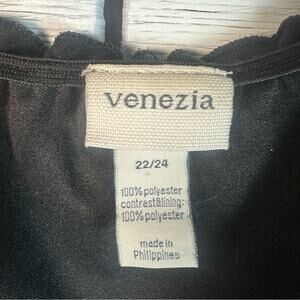 venezia
22/24
100% polyester
contrast&lining:
100% polyester
made in
Philippines